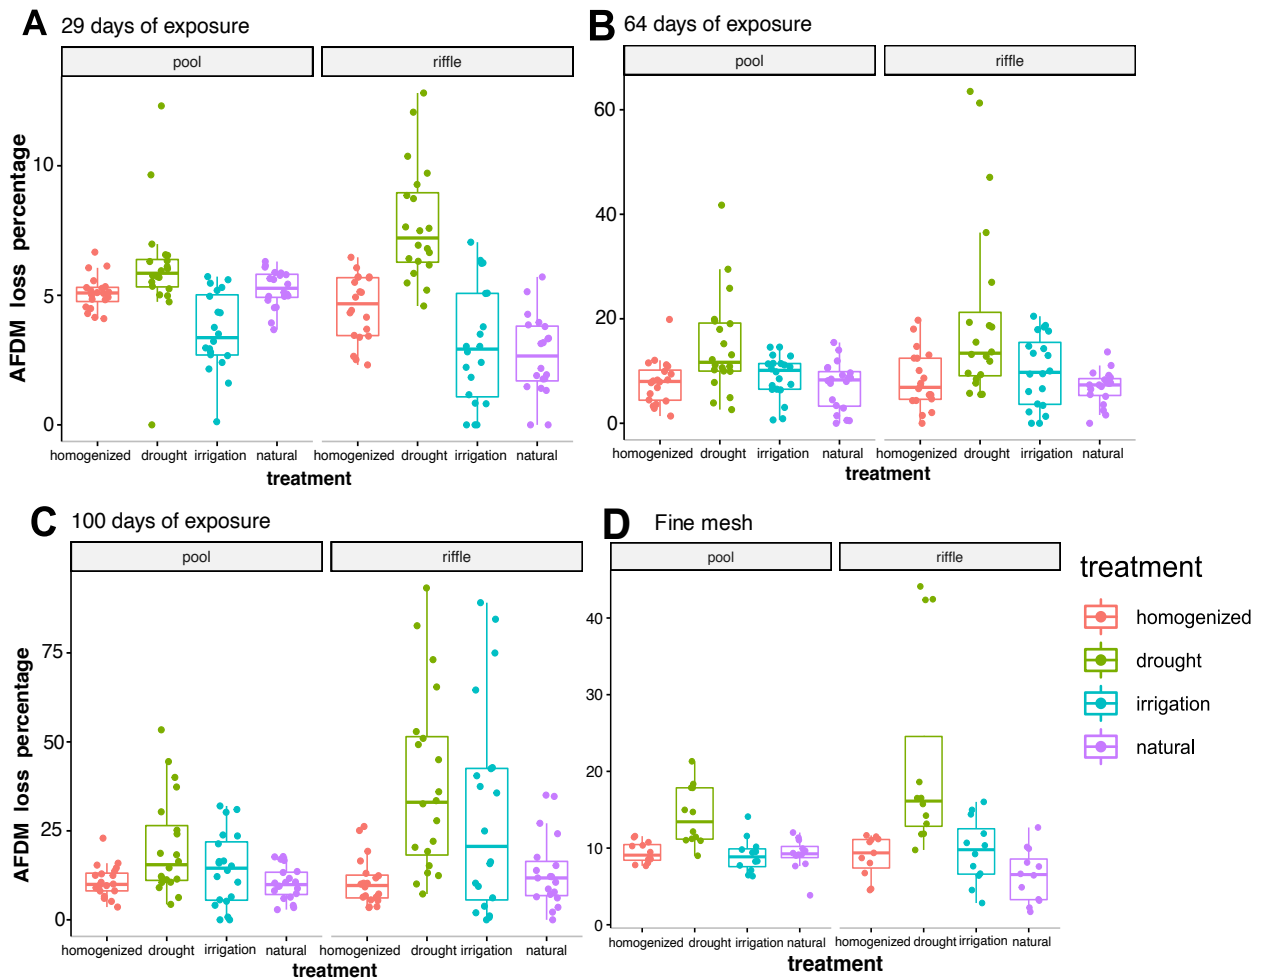 A 29 days of exposure
pool riffle
AFDM loss percentage
10
5
0
homogenized drought irrigation natural homogenized drought irrigation natural
treatment
B 64 days of exposure
pool riffle
60
40
20
0
homogenized drought irrigation natural homogenized drought irrigation natural
treatment
C 100 days of exposure
pool riffle
AFDM loss percentage
75
50
25
0
homogenized drought irrigation natural homogenized drought irrigation natural
treatment
D Fine mesh
pool riffle
40
30
20
10
0
homogenized drought irrigation natural homogenized drought irrigation natural
treatment
treatment
homogenized
drought
irrigation
natural